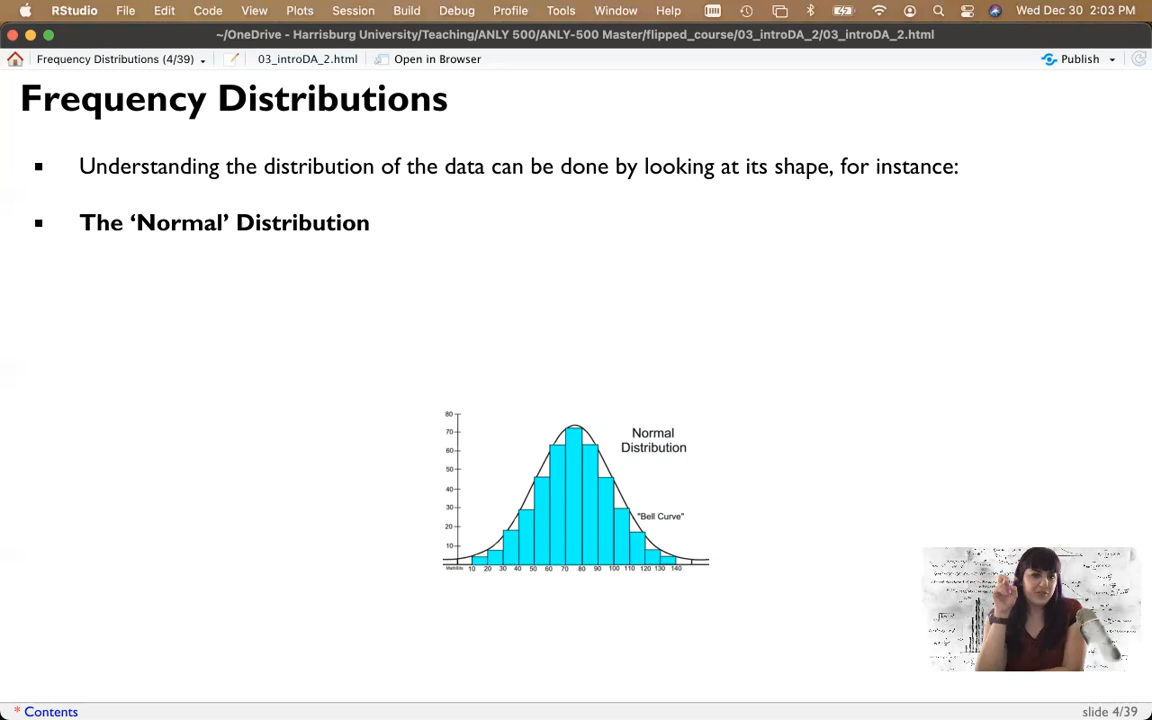 RStudio File Edit Code View Plots Session Build Debug Profile Tools Window Help Wed Dec 30 2:03 PM
~/OneDrive - Harrisburg University/Teaching/ANLY 500/ANLY-500 Master/flipped_course/03_introDA_2/03_introDA_2.html
Frequency Distributions (4/39) 03_introDA_2.html Open in Browser Publish
Frequency Distributions
▪ Understanding the distribution of the data can be done by looking at its shape, for instance:
▪ The ‘Normal’ Distribution
80
70
60
50
40
30
20
10
Normal
Distribution
"Bell Curve"
10 20 30 40 50 60 70 80 90 100 110 120 130 140
* Contents slide 4/39